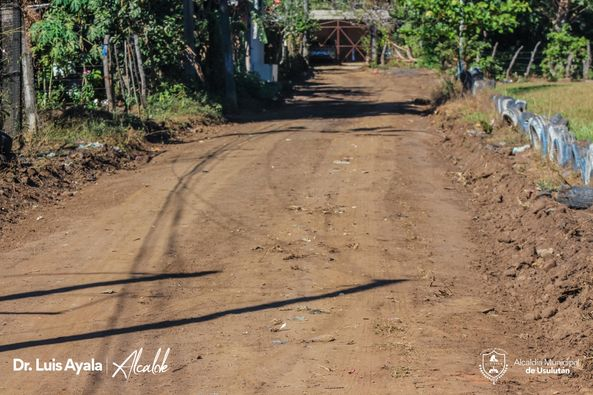 Dr. Luis Ayala | Alcalde
Alcaldía Municipal
de Usulután